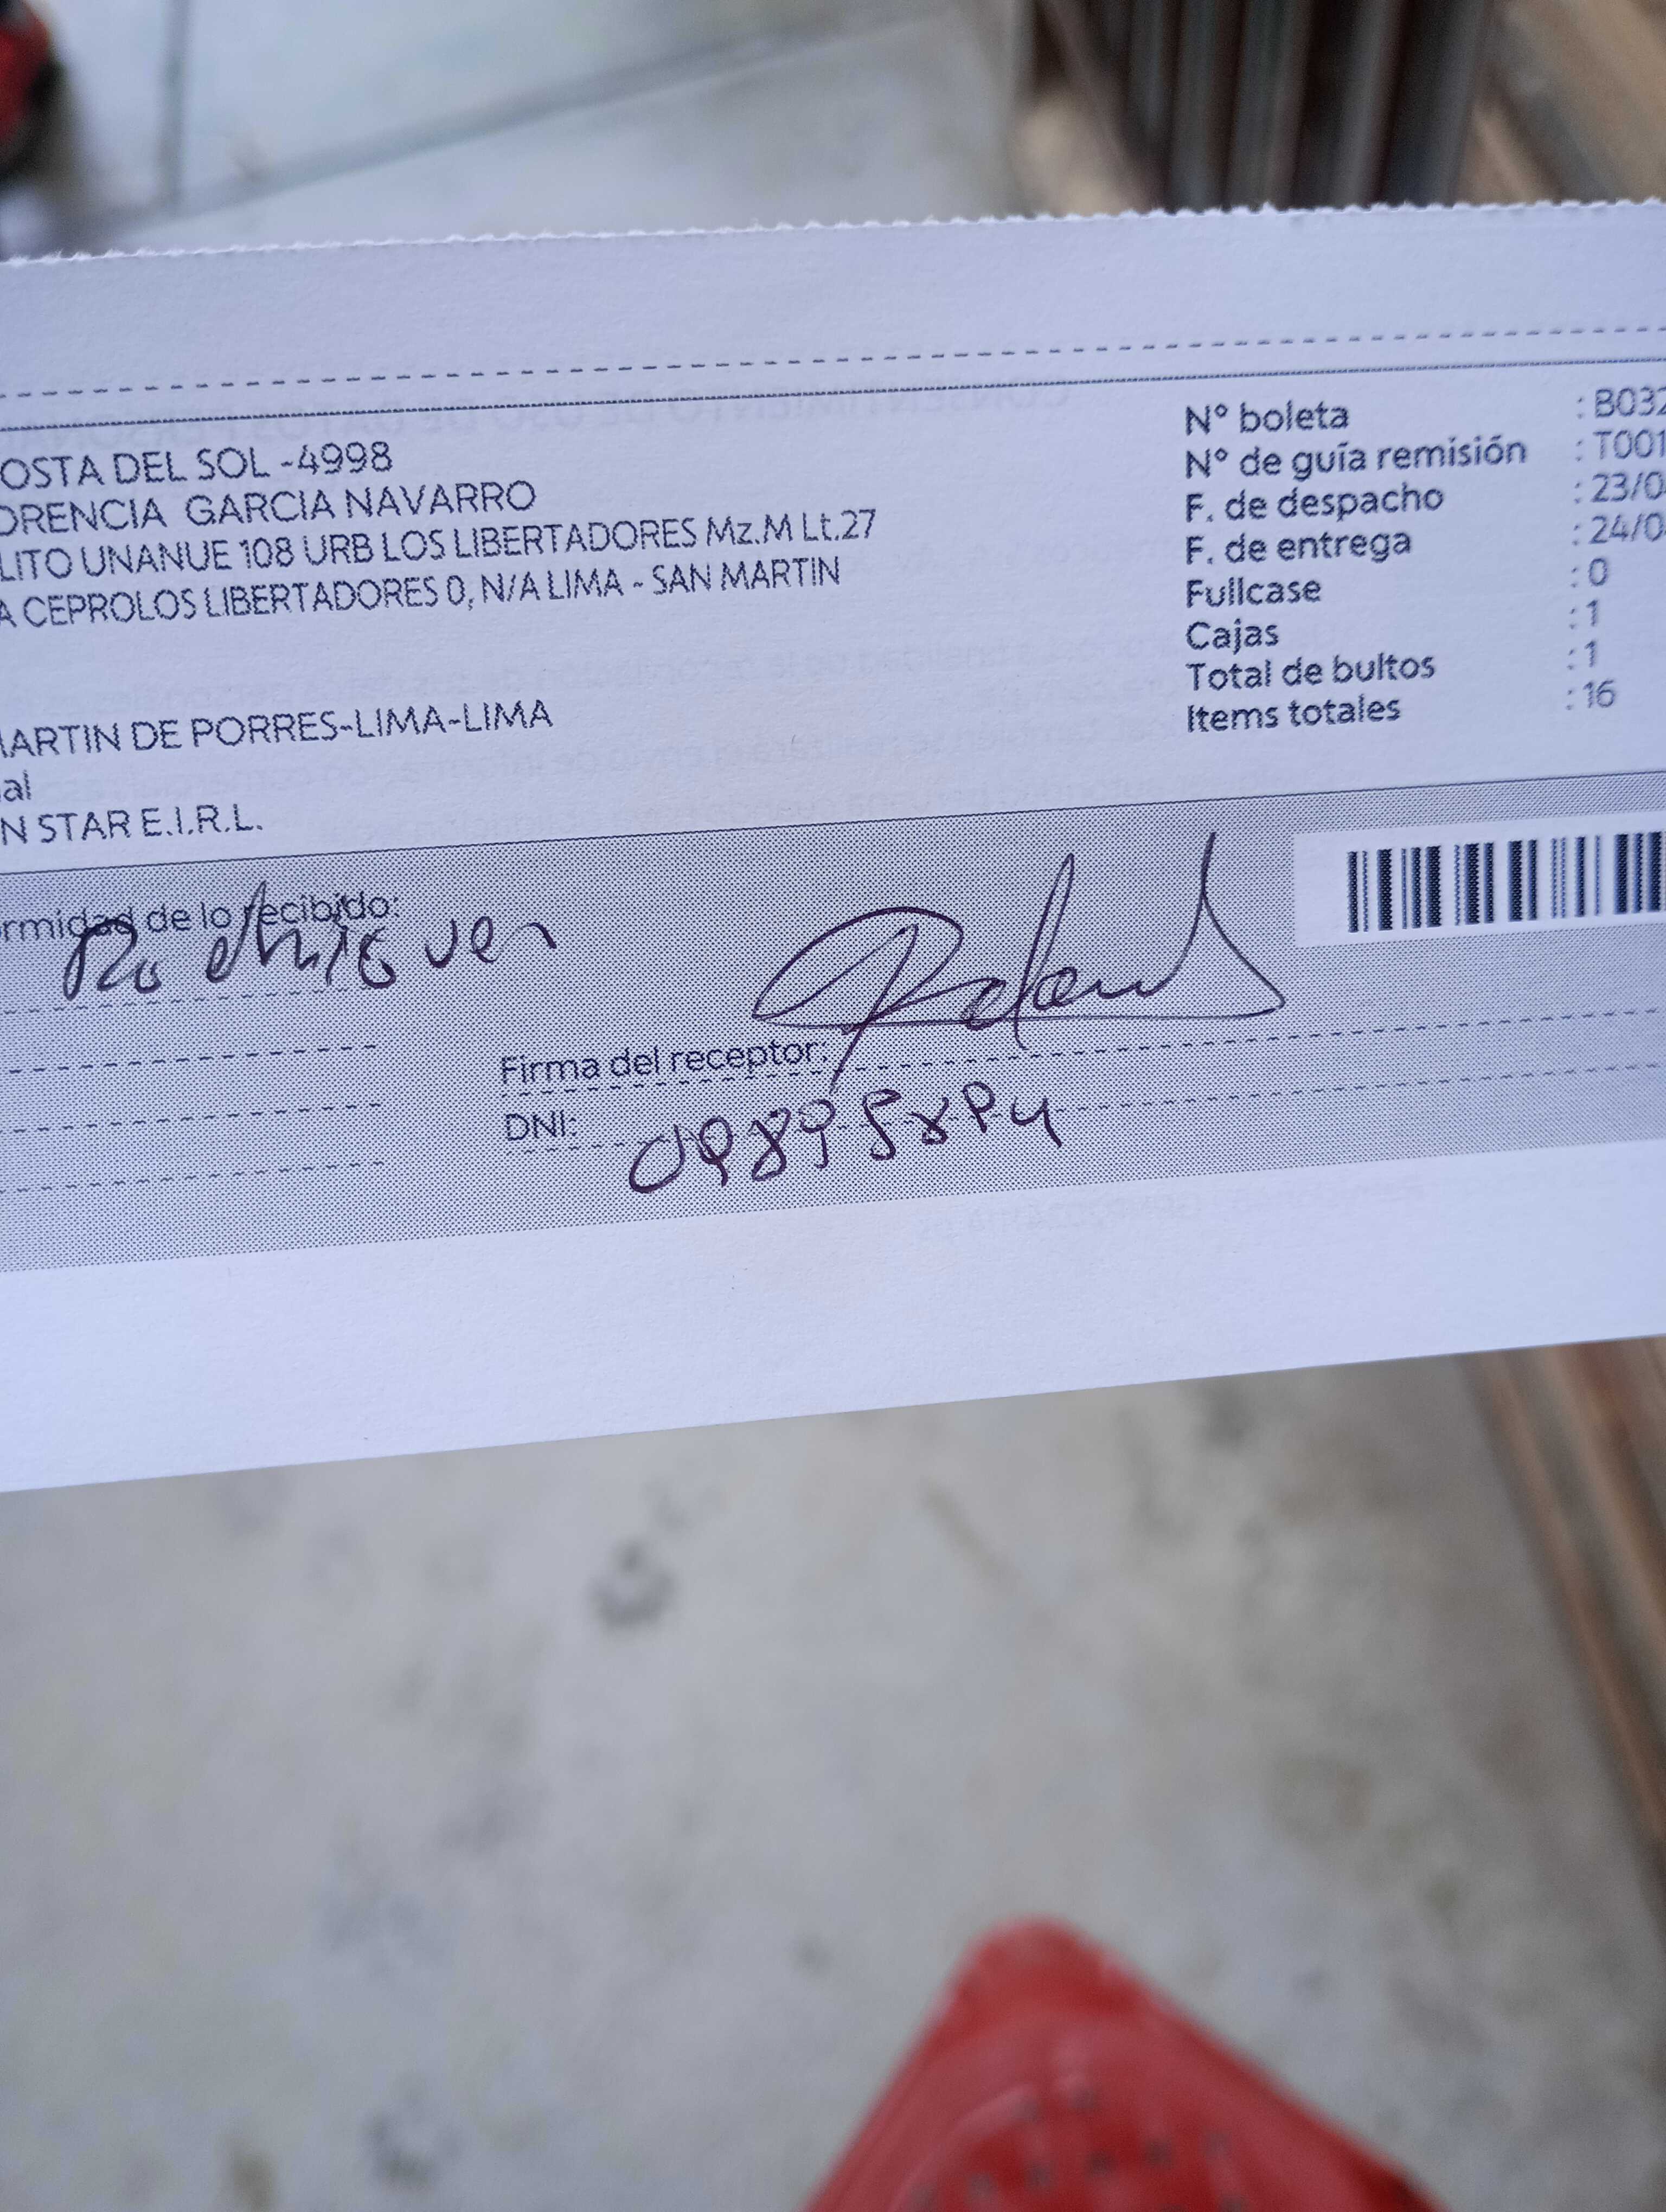 OSTA DEL SOL -4998
ORENCIA GARCIA NAVARRO
LITO UNANUE 108 URB LOS LIBERTADORES Mz.M Lt.27
A CEPROLOS LIBERTADORES 0, N/A LIMA - SAN MARTIN
MARTIN DE PORRES-LIMA-LIMA
al
N STAR E.I.R.L.
N° boleta : B032
N° de guía remisión : T001
F. de despacho : 23/0
F. de entrega : 24/0
Fullcase : 0
Cajas : 1
Total de bultos : 1
Items totales : 16
ormidad de lo recibido:
Firma del receptor:
DNI: